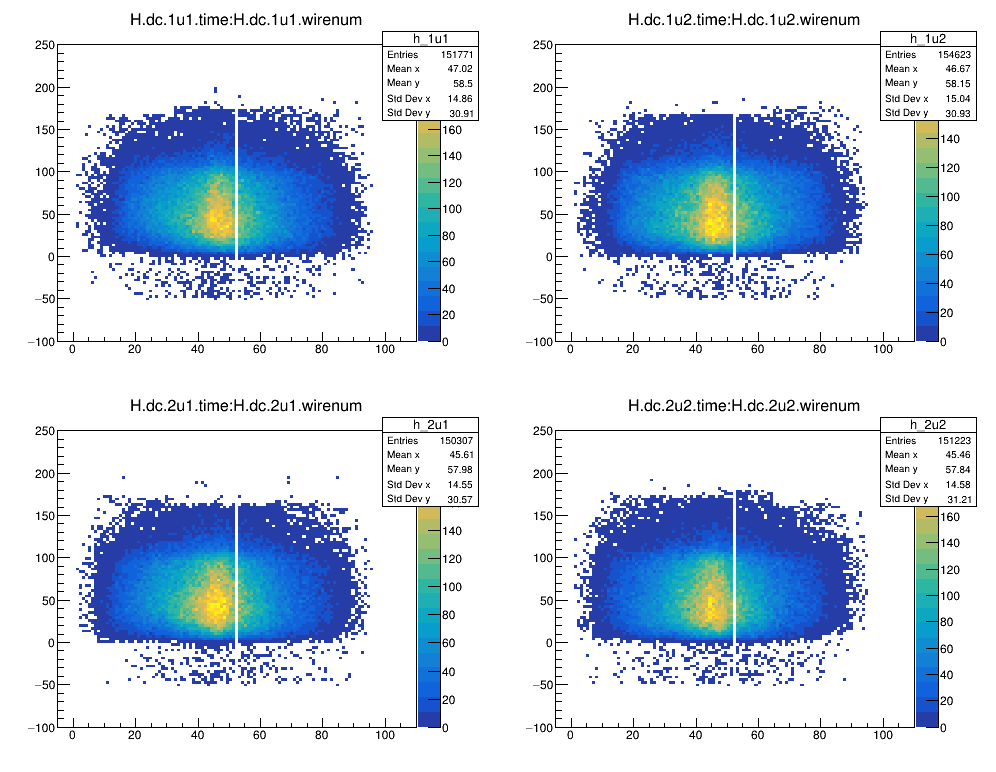 H.dc.1u1.time:H.dc.1u1.wirenum
h_1u1
Entries 151771
Mean x 47.02
Mean y 58.5
Std Dev x 14.86
Std Dev y 30.91
250
200
150
100
50
0
−50
−100
0 20 40 60 80 100
160
140
120
100
80
60
40
20
0
H.dc.1u2.time:H.dc.1u2.wirenum
h_1u2
Entries 154623
Mean x 46.67
Mean y 58.15
Std Dev x 15.04
Std Dev y 30.93
250
200
150
100
50
0
−50
−100
0 20 40 60 80 100
140
120
100
80
60
40
20
0
H.dc.2u1.time:H.dc.2u1.wirenum
h_2u1
Entries 150307
Mean x 45.61
Mean y 57.98
Std Dev x 14.55
Std Dev y 30.57
250
200
150
100
50
0
−50
−100
0 20 40 60 80 100
140
120
100
80
60
40
20
0
H.dc.2u2.time:H.dc.2u2.wirenum
h_2u2
Entries 151223
Mean x 45.46
Mean y 57.84
Std Dev x 14.58
Std Dev y 31.21
250
200
150
100
50
0
−50
−100
0 20 40 60 80 100
160
140
120
100
80
60
40
20
0